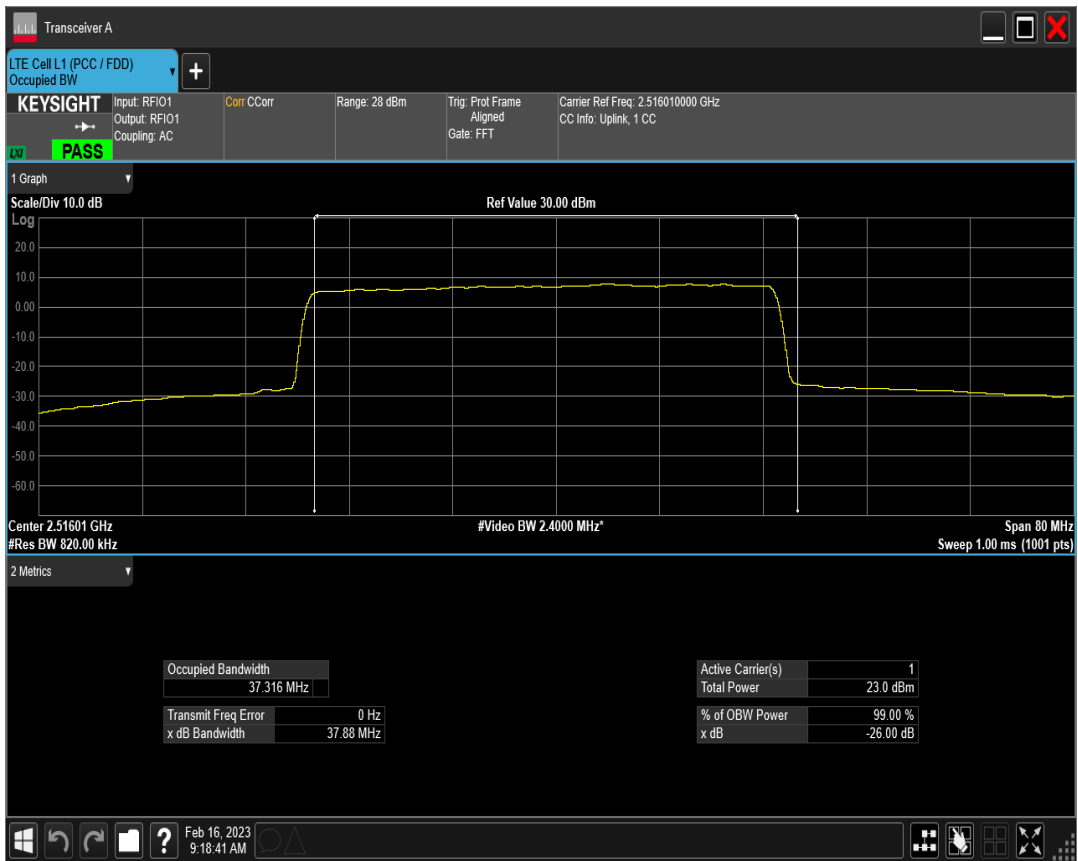 Transceiver A
LTE Cell L1 (PCC / FDD)
Occupied BW
KEYSIGHT
LXI
PASS
Input: RFIO1
Output: RFIO1
Coupling: AC
Corr CCorr
Range: 28 dBm
Trig: Prot Frame
Aligned
Gate: FFT
Carrier Ref Freq: 2.516010000 GHz
CC Info: Uplink, 1 CC
1 Graph
Scale/Div 10.0 dB
Ref Value 30.00 dBm
Log
20.0
10.0
0.00
-10.0
-20.0
-30.0
-40.0
-50.0
-60.0
Center 2.51601 GHz
#Video BW 2.4000 MHz*
Span 80 MHz
#Res BW 820.00 kHz
Sweep 1.00 ms (1001 pts)
2 Metrics
Occupied Bandwidth
37.316 MHz
Transmit Freq Error 0 Hz
x dB Bandwidth 37.88 MHz
Active Carrier(s) 1
Total Power 23.0 dBm
% of OBW Power 99.00 %
x dB -26.00 dB
?
Feb 16, 2023
9:18:41 AM